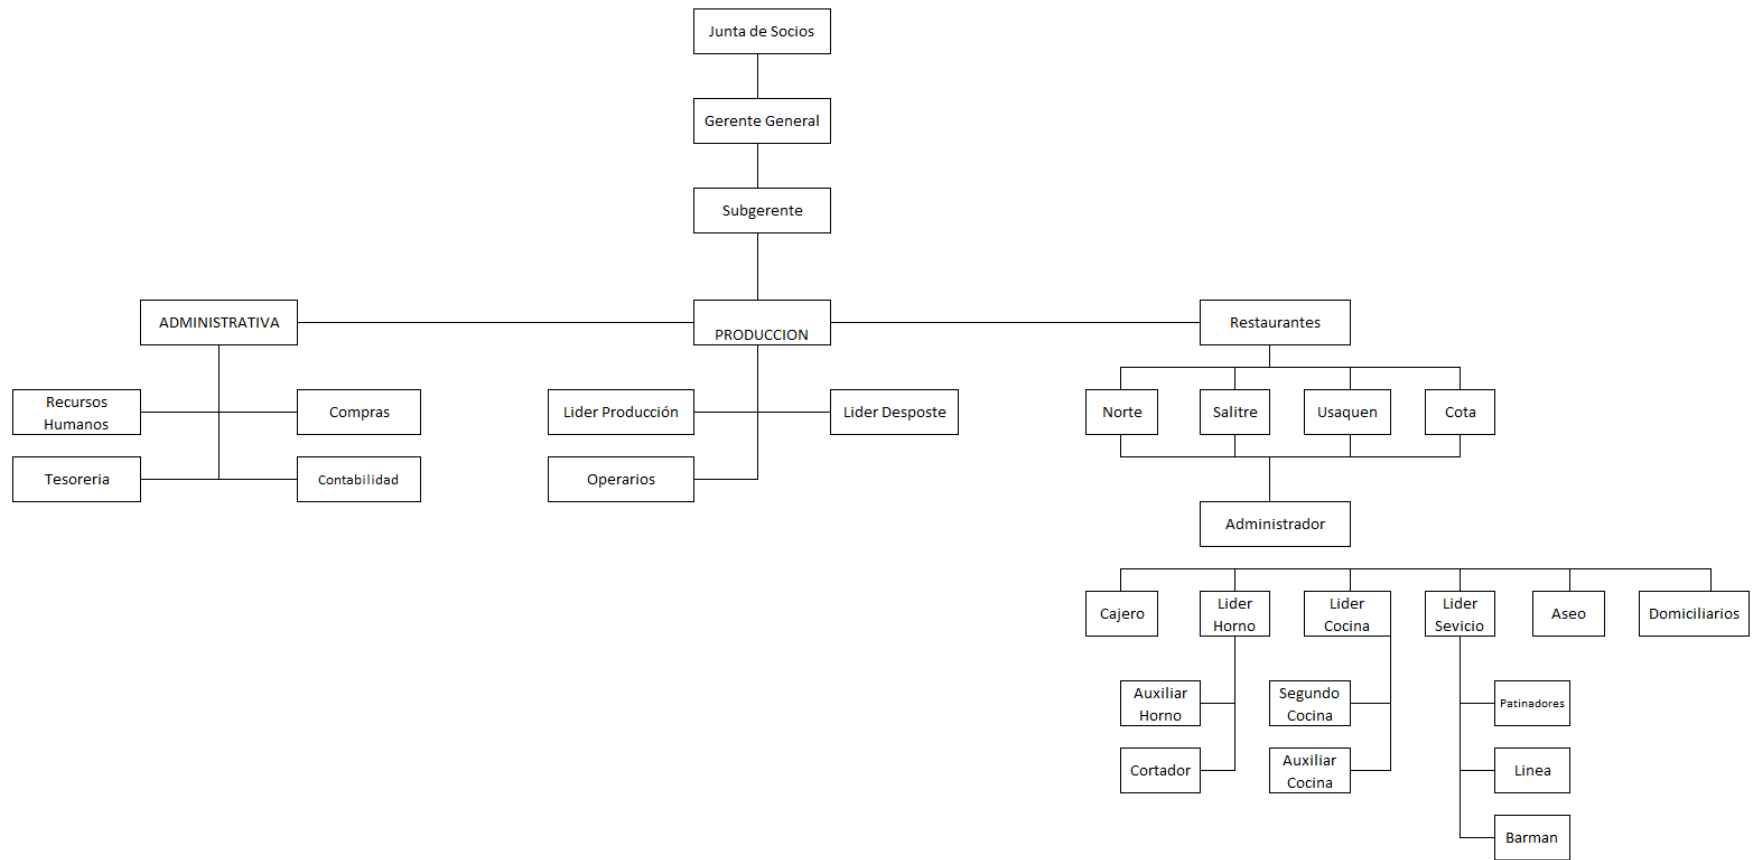 Junta de Socios
Gerente General
Subgerente
ADMINISTRATIVA
PRODUCCION
Restaurantes
Recursos
Humanos
Compras
Lider Producción
Lider Desposte
Norte
Salitre
Usaquen
Cota
Tesoreria
Contabilidad
Operarios
Administrador
Cajero
Lider
Horno
Lider
Cocina
Lider
Sevicio
Aseo
Domiciliarios
Auxiliar
Horno
Segundo
Cocina
Patinadores
Cortador
Auxiliar
Cocina
Linea
Barman